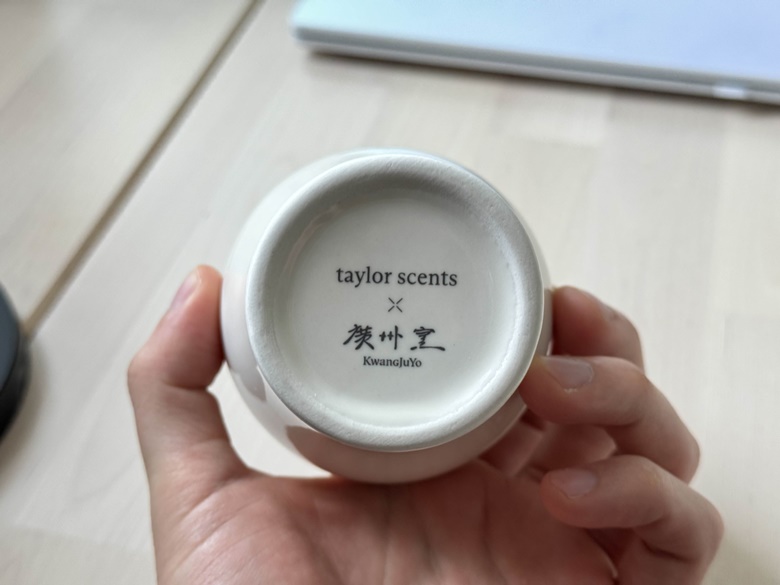 taylor scents
×
廣州窯
KwangJuYo